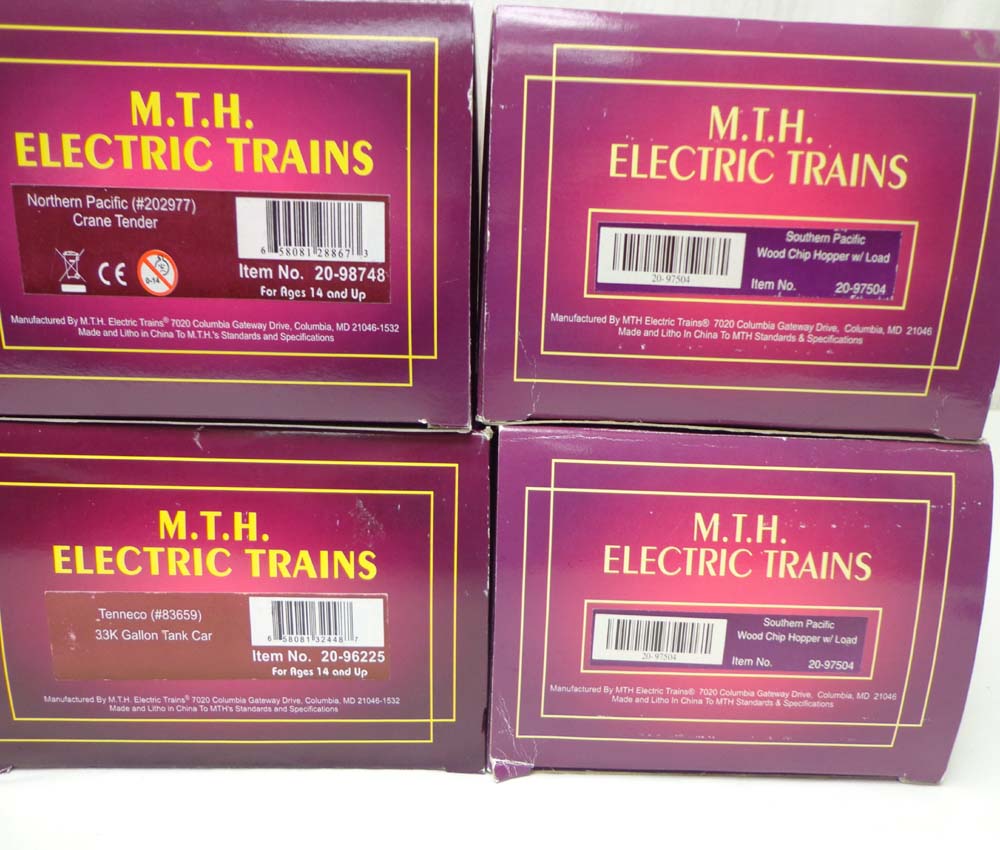 M.T.H.
ELECTRIC TRAINS
Northern Pacific (#202977)
Crane Tender
6 58081 28867 3
CE
0-14
Item No. 20-98748
For Ages 14 and Up
Manufactured By M.T.H. Electric Trains® 7020 Columbia Gateway Drive, Columbia, MD 21046-1532
Made and Litho in China To M.T.H.'s Standards and Specifications
M.T.H.
ELECTRIC TRAINS
20-97504
Southern Pacific
Wood Chip Hopper w/ Load
Item No. 20-97504
Manufactured By MTH Electric Trains® 7020 Columbia Gateway Drive, Columbia, MD 21046
Made and Litho In China To MTH Standards & Specifications
M.T.H.
ELECTRIC TRAINS
Tenneco (#83659)
33K Gallon Tank Car
6 58081 32448 7
Item No. 20-96225
For Ages 14 and Up
Manufactured By M.T.H. Electric Trains® 7020 Columbia Gateway Drive, Columbia, MD 21046-1532
Made and Litho in China To MTH's Standards and Specifications
M.T.H.
ELECTRIC TRAINS
20-97504
Southern Pacific
Wood Chip Hopper w/ Load
Item No. 20-97504
Manufactured By MTH Electric Trains® 7020 Columbia Gateway Drive, Columbia, MD 21046
Made and Litho In China To MTH Standards & Specifications